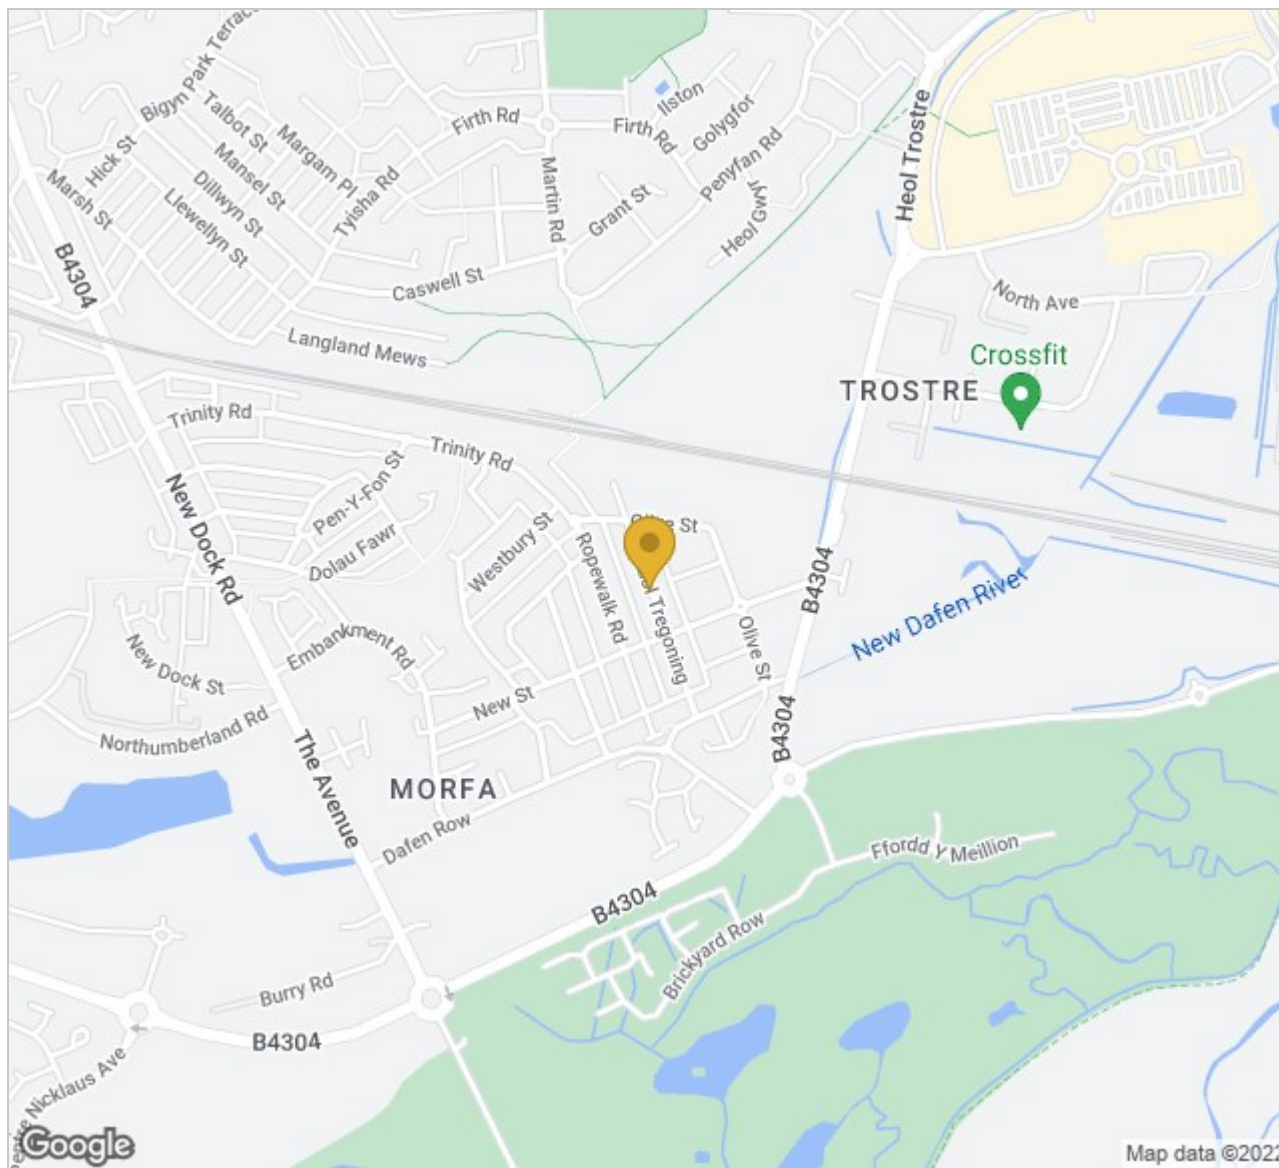 Bigyn Park Terrace
Talbot St
Margam Pl
Hick St
Mansel St
Marsh St
Dillwyn St
Llewellyn St
Tyisha Rd
B4304
Firth Rd
Firth Rd
Ilston
Golygfor
Penyfan Rd
Martin Rd
Grant St
Heol Gwyr
Heol Trostre
Caswell St
Langland Mews
North Ave
Crossfit
TROSTRE
Trinity Rd
Trinity Rd
New Dock Rd
Pen-Y-Fon St
Dolau Fawr
Westbury St
Ropewalk Rd
Tregoning
Olive St
B4304
New Dafen River
Embankment Rd
New Dock St
New St
Northumberland Rd
The Avenue
B4304
MORFA
Dafen Row
Ffordd Y Meillion
B4304
Brickyard Row
Burry Rd
B4304
Nicklaus Ave
Google
Map data ©2022